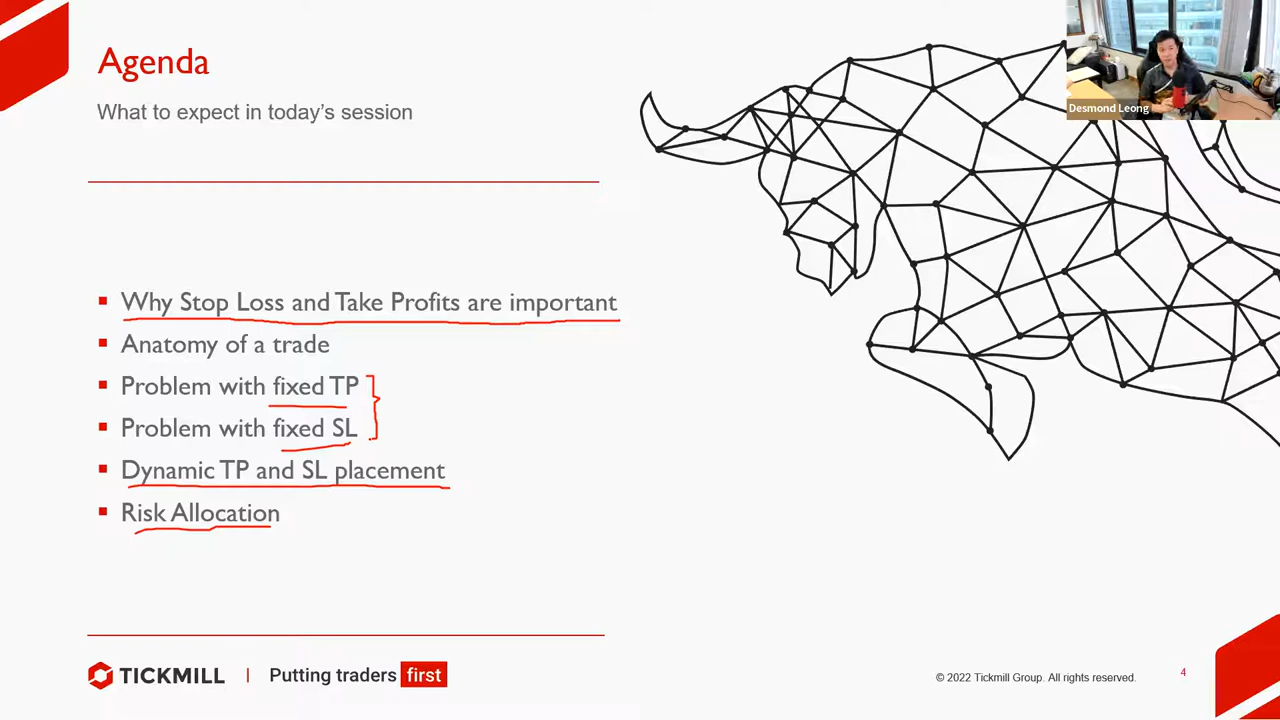 Agenda
What to expect in today's session
Desmond Leong
Why Stop Loss and Take Profits are important
Anatomy of a trade
Problem with fixed TP
Problem with fixed SL
Dynamic TP and SL placement
Risk Allocation
TICKMILL | Putting traders first
© 2022 Tickmill Group. All rights reserved.
4